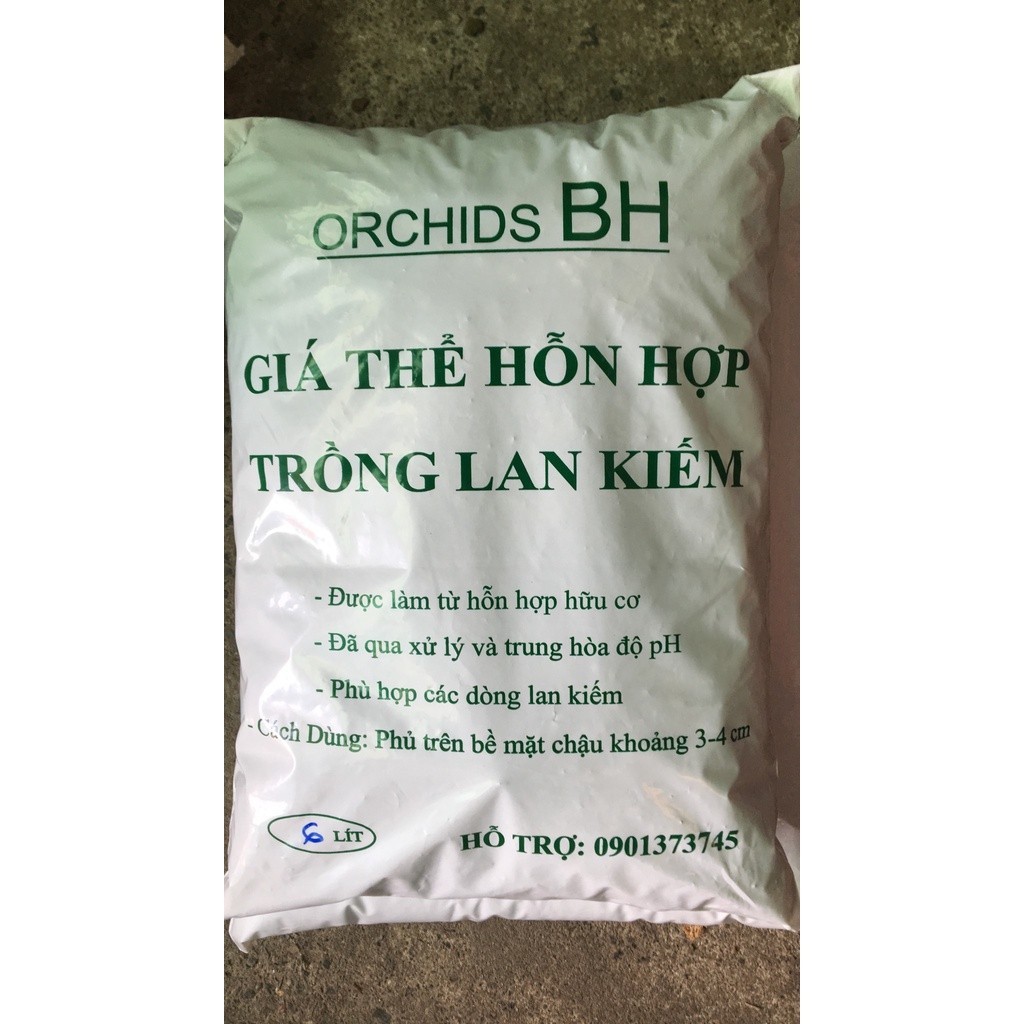 ORCHIDS BH
GIÁ THỂ HỖN HỢP
TRỒNG LAN KIẾM
- Được làm từ hỗn hợp hữu cơ
- Đã qua xử lý và trung hòa độ pH
- Phù hợp các dòng lan kiếm
- Cách Dùng: Phủ trên bề mặt chậu khoảng 3-4 cm
6 LÍT
HỖ TRỢ: 0901373745